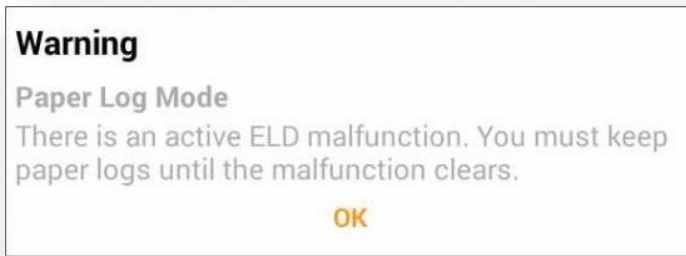 Warning
Paper Log Mode
There is an active ELD malfunction. You must keep
paper logs until the malfunction clears.
OK